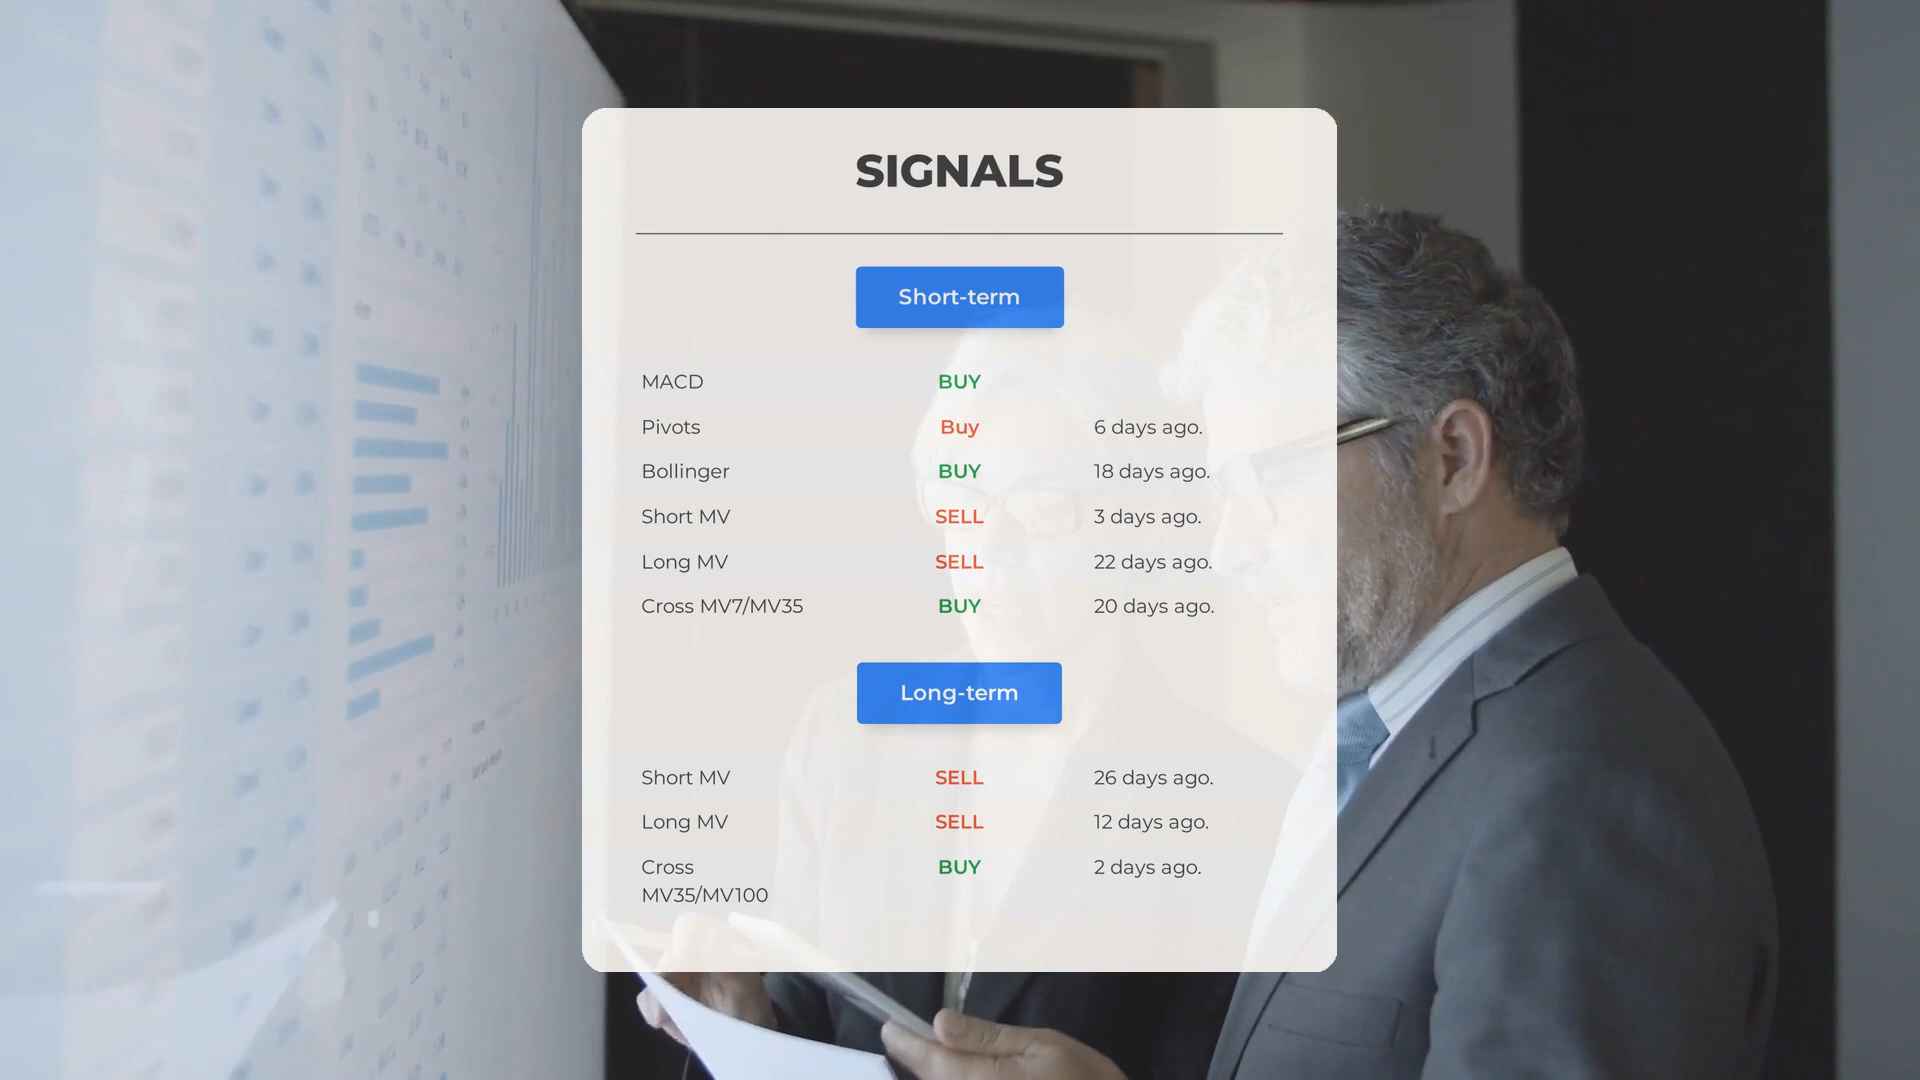 SIGNALS
Short-term
MACD BUY
Pivots Buy 6 days ago.
Bollinger BUY 18 days ago.
Short MV SELL 3 days ago.
Long MV SELL 22 days ago.
Cross MV7/MV35 BUY 20 days ago.
Long-term
Short MV SELL 26 days ago.
Long MV SELL 12 days ago.
Cross BUY 2 days ago.
MV35/MV100